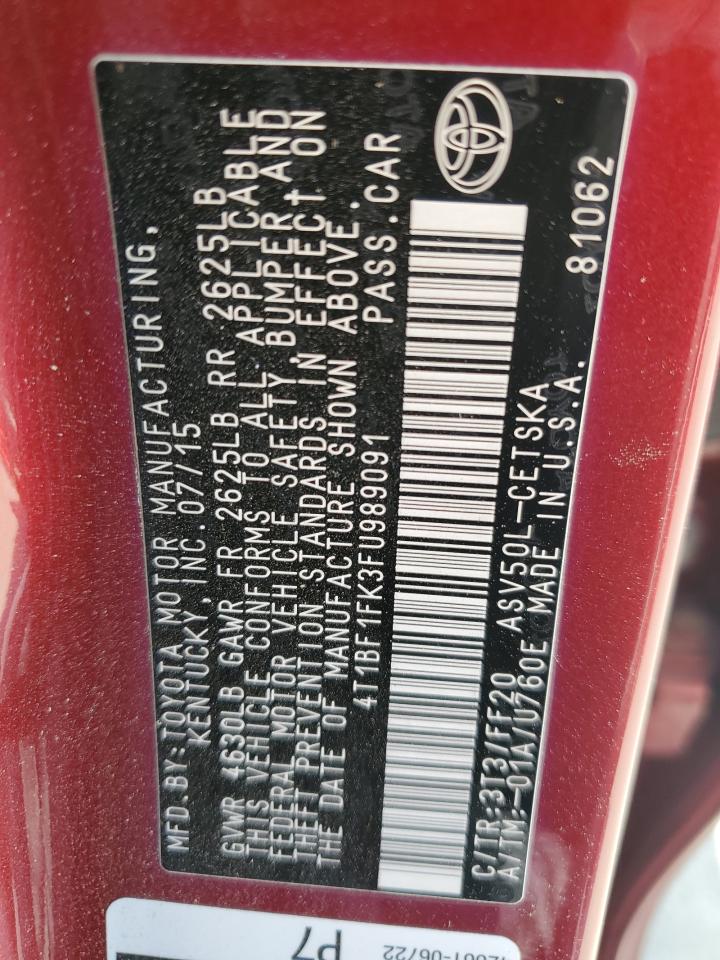 MFD.BY:TOYOTA MOTOR MANUFACTURING,
KENTUCKY, INC.07/15
GVWR 4630LB GAWR FR 2625LB RR 2625LB
THIS VEHICLE CONFORMS TO ALL APPLICABLE
FEDERAL MOTOR VEHICLE SAFETY, BUMPER AND
THEFT PREVENTION STANDARDS IN EFFECT ON
THE DATE OF MANUFACTURE SHOWN ABOVE.
4T1BF1FK3FU989091 PASS.CAR
C/TR:3T3/FF20 ASV50L-CETSKA
A/TM:-01A/U760E MADE IN U.S.A.
81062
P7